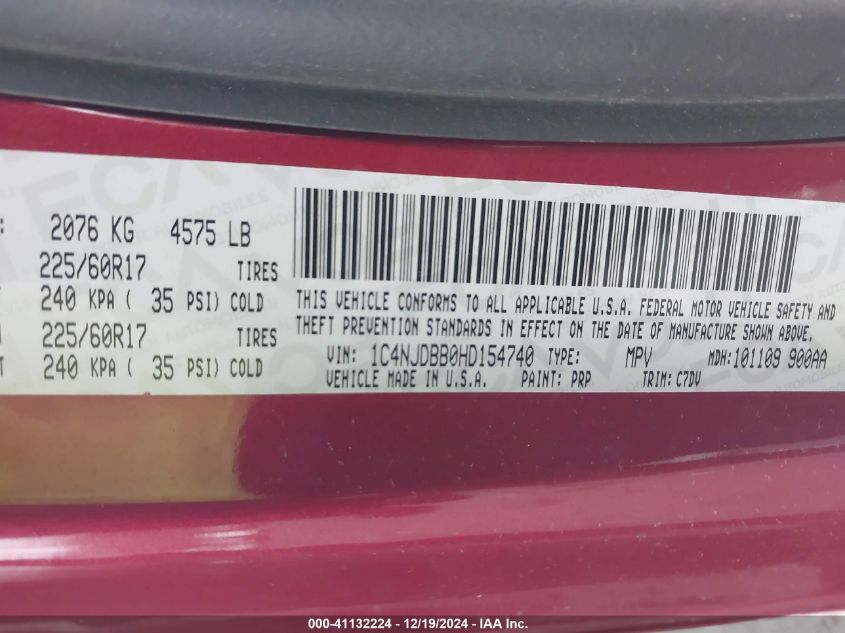 2076 KG 4575 LB
225/60R17 TIRES
240 KPA ( 35 PSI) COLD
225/60R17 TIRES
240 KPA ( 35 PSI) COLD
THIS VEHICLE CONFORMS TO ALL APPLICABLE U.S.A. FEDERAL MOTOR VEHICLE SAFETY AND
THEFT PREVENTION STANDARDS IN EFFECT ON THE DATE OF MANUFACTURE SHOWN ABOVE.
VIN: 1C4NJDBB0HD154740 TYPE: MPV MDH:101109 900AA
VEHICLE MADE IN U.S.A. PAINT: PRP TRIM: C7DV
000-41132224 - 12/19/2024 - IAA Inc.